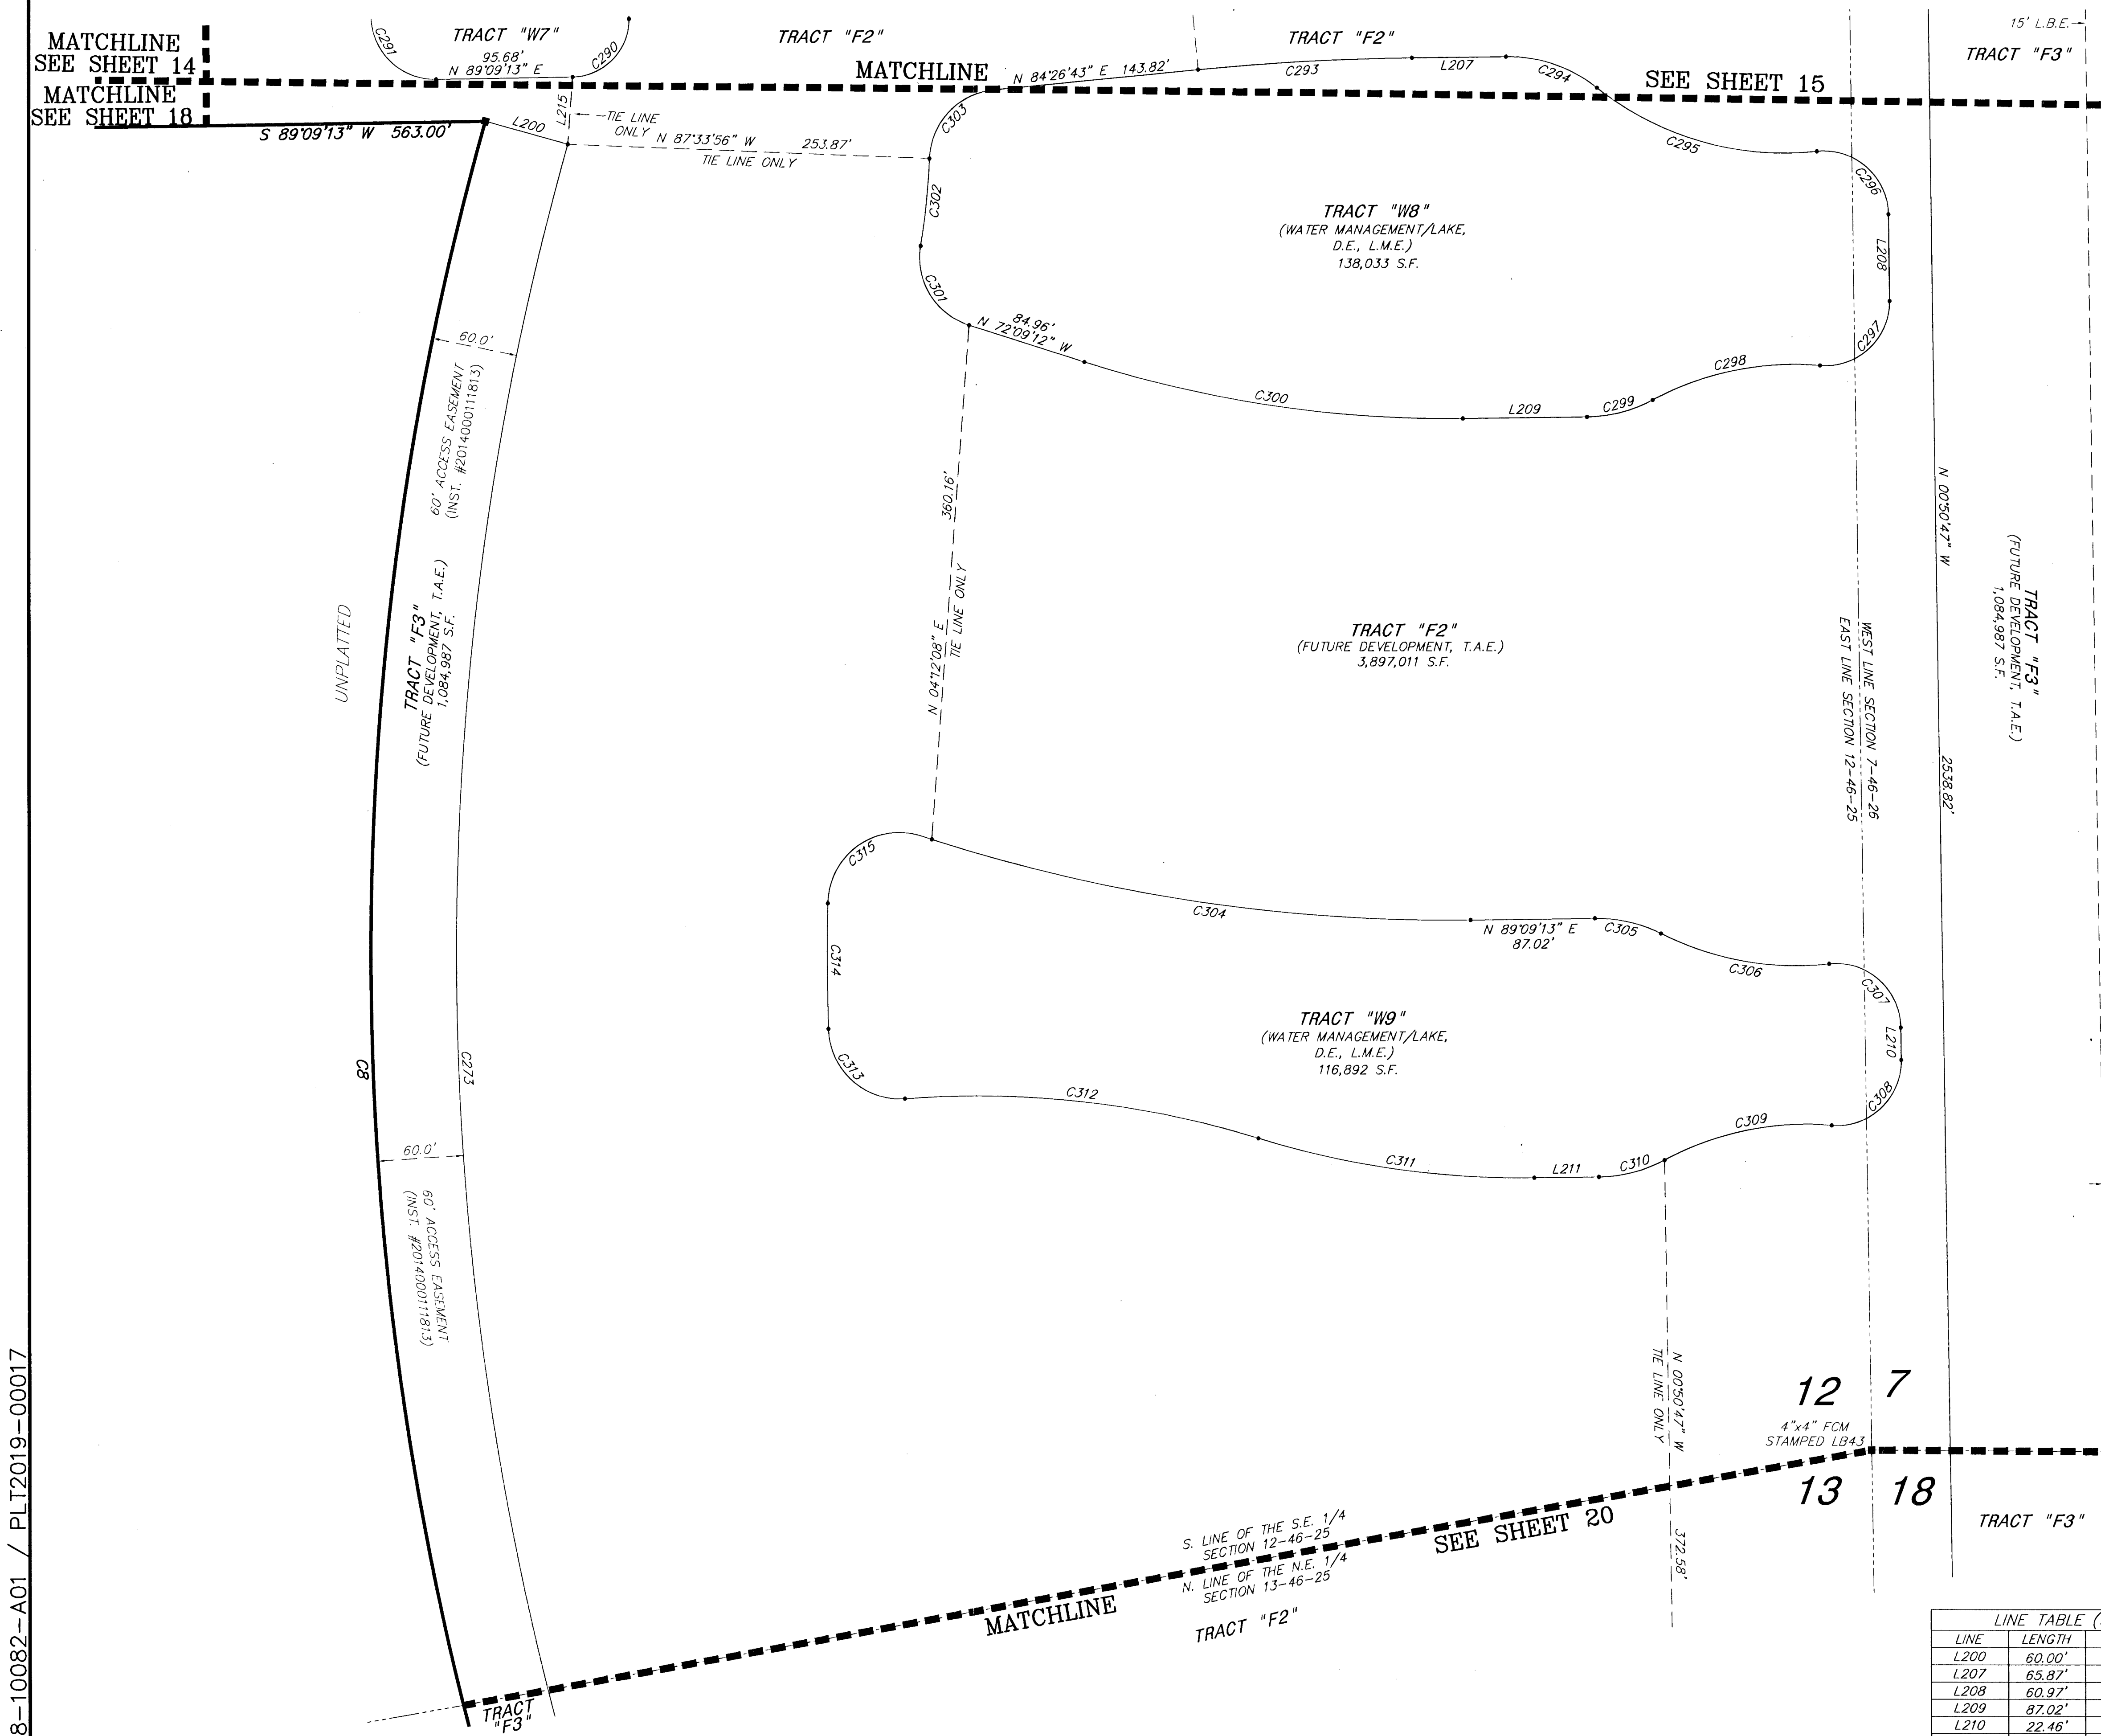 MATCHLINE
SEE SHEET 14
MATCHLINE
SEE SHEET 18
S 89°09'13" W 563.00'
C291
TRACT "W7"
95.68'
N 89°09'13" E
C290
L215
TIE LINE
ONLY
L200
N 87°33'56" W 253.87'
TIE LINE ONLY
TRACT "F2"
MATCHLINE
N 84°26'43" E 143.82'
TRACT "F2"
C293
L207
C294
SEE SHEET 15
15' L.B.E.
TRACT "F3"
C303
C302
C301
C295
C296
L208
C297
C298
C299
L209
C300
84.96'
N 72°09'12" W
TRACT "W8"
(WATER MANAGEMENT/LAKE,
D.E., L.M.E.)
138,033 S.F.
60.0'
60' ACCESS EASEMENT
(INST. #2014000111813)
UNPLATTED
TRACT "F3"
(FUTURE DEVELOPMENT, T.A.E.)
1,084,987 S.F.
N 04°12'08" E 360.16'
TIE LINE ONLY
TRACT "F2"
(FUTURE DEVELOPMENT, T.A.E.)
3,897,011 S.F.
WEST LINE SECTION 7-46-26
EAST LINE SECTION 12-46-25
N 00°50'47" W 2538.82'
TRACT "F3"
(FUTURE DEVELOPMENT, T.A.E.)
1,084,987 S.F.
C315
C304
N 89°09'13" E
87.02'
C305
C306
C307
L210
C308
C309
C310
L211
C311
C312
C313
C314
TRACT "W9"
(WATER MANAGEMENT/LAKE,
D.E., L.M.E.)
116,892 S.F.
C8
C273
60.0'
60' ACCESS EASEMENT
(INST. #2014000111813)
N 00°50'47" W 372.58'
TIE LINE ONLY
12
7
4"x4" FCM
STAMPED LB43
13
18
TRACT "F3"
S. LINE OF THE S.E. 1/4
SECTION 12-46-25
N. LINE OF THE N.E. 1/4
SECTION 13-46-25
MATCHLINE
SEE SHEET 20
TRACT "F2"
TRACT
"F3"
8-10082-A01 / PLT2019-00017
LINE TABLE (
LINE LENGTH
L200 60.00'
L207 65.87'
L208 60.97'
L209 87.02'
L210 22.46'